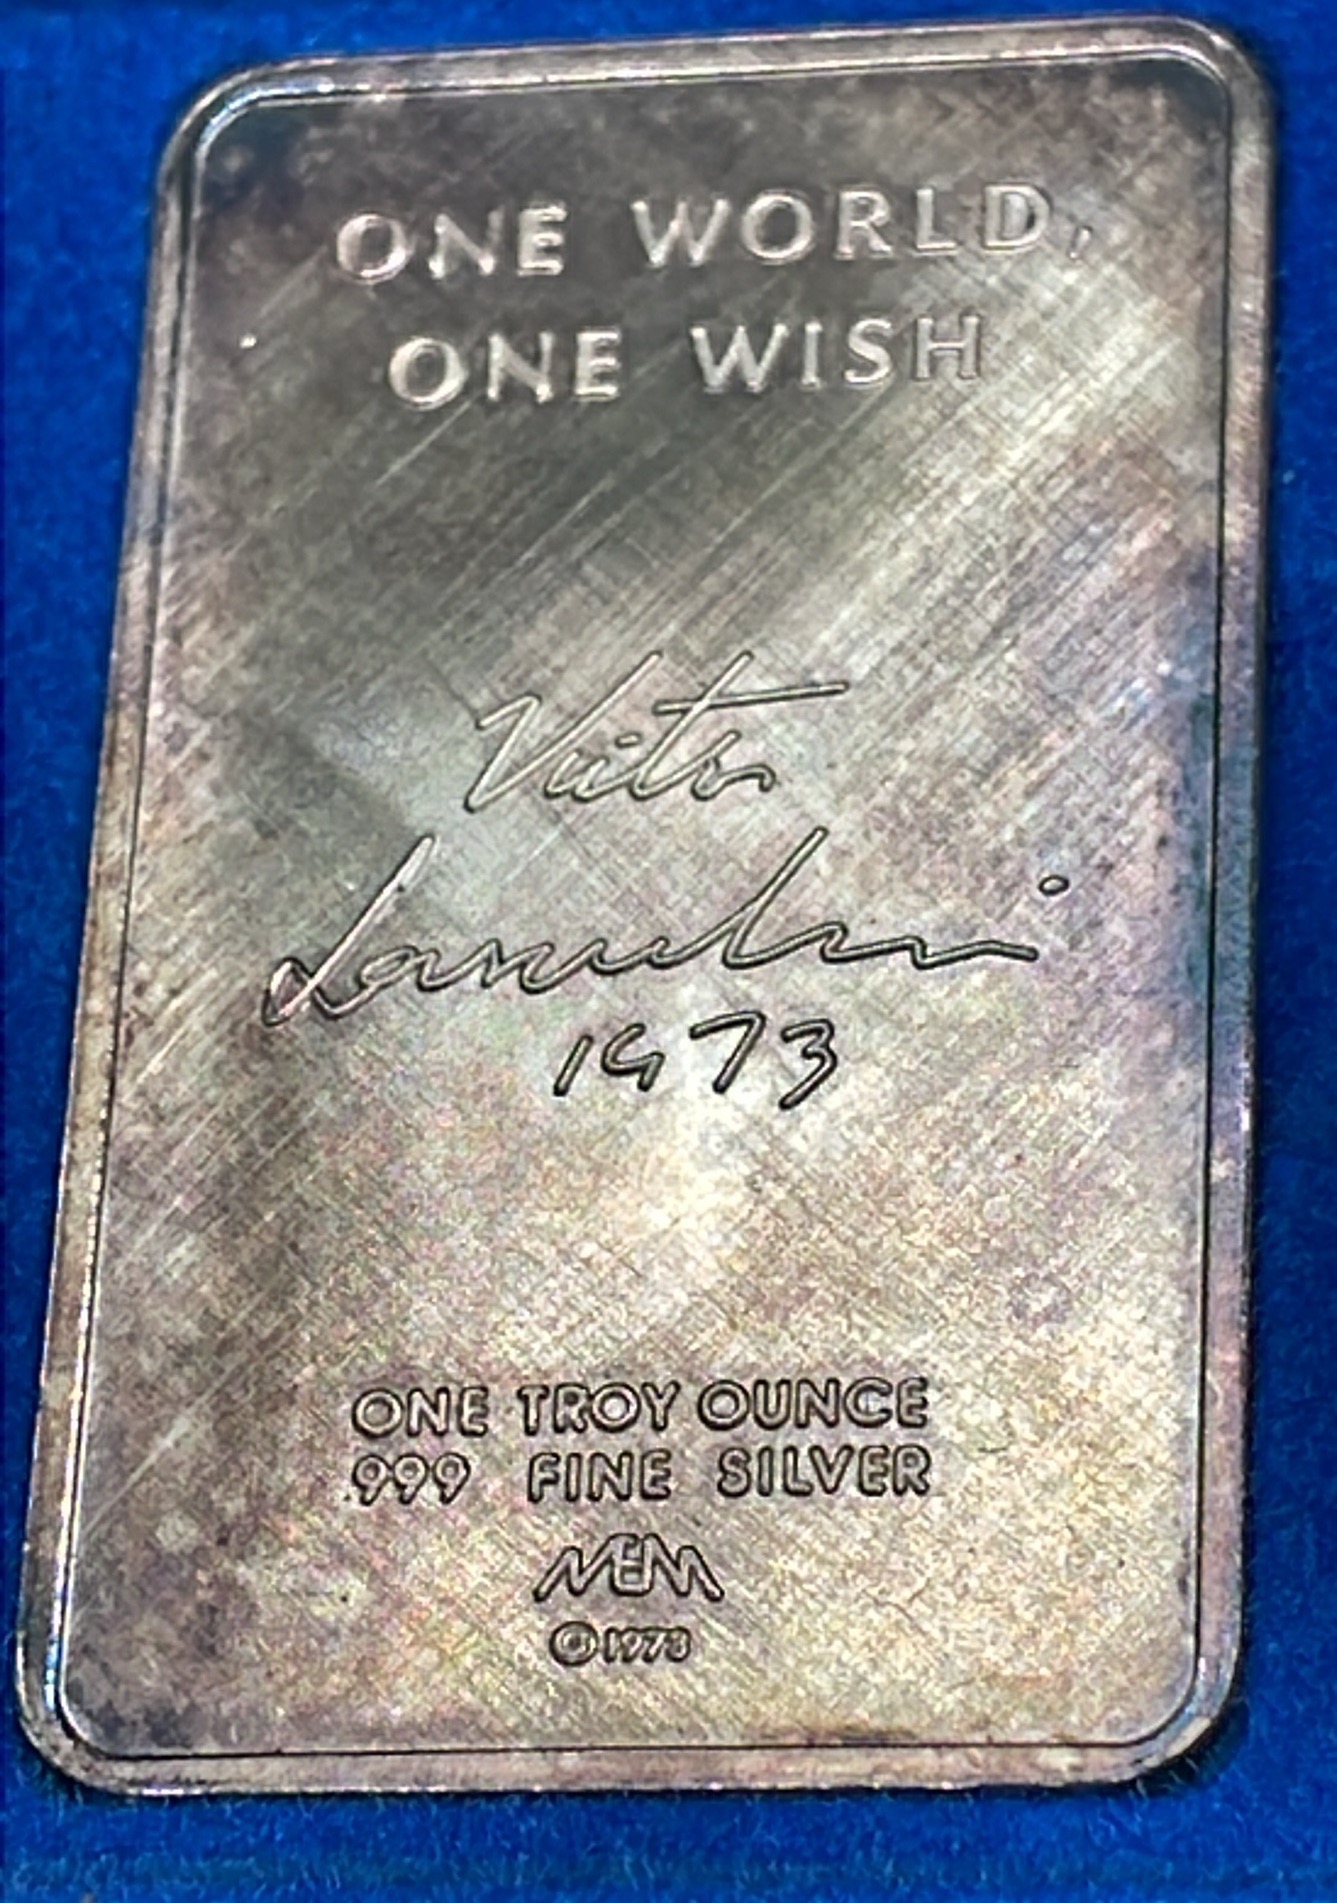 ONE WORLD,
ONE WISH
1973
ONE TROY OUNCE
.999 FINE SILVER
MEM
© 1973